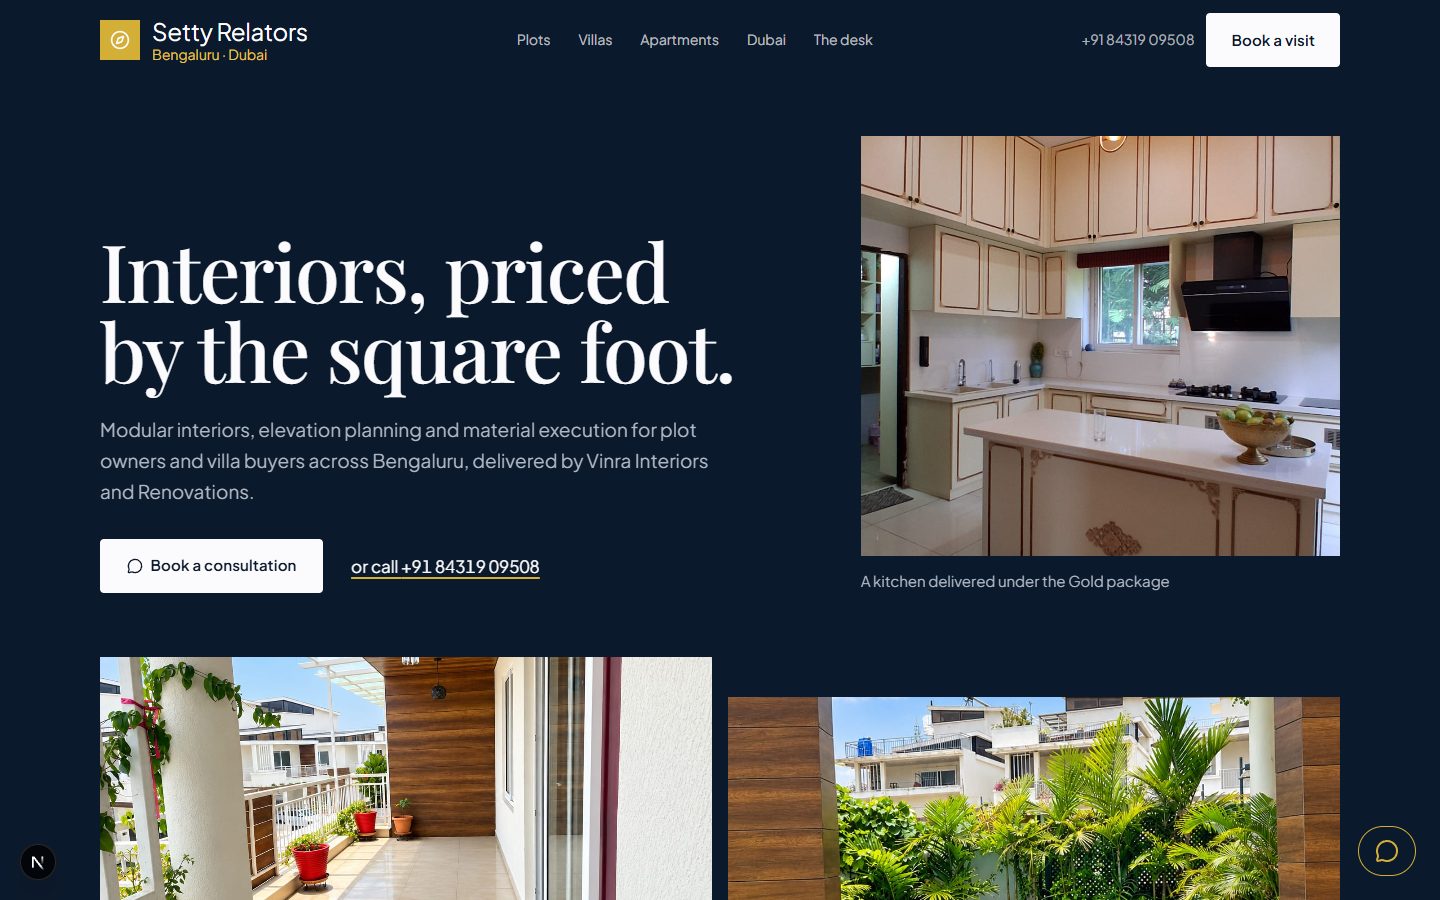 Setty Relators
Bengaluru · Dubai
Plots
Villas
Apartments
Dubai
The desk
+91 84319 09508
Book a visit
Interiors, priced
by the square foot.
Modular interiors, elevation planning and material execution for plot
owners and villa buyers across Bengaluru, delivered by Vinra Interiors
and Renovations.
Book a consultation
or call +91 84319 09508
A kitchen delivered under the Gold package
N